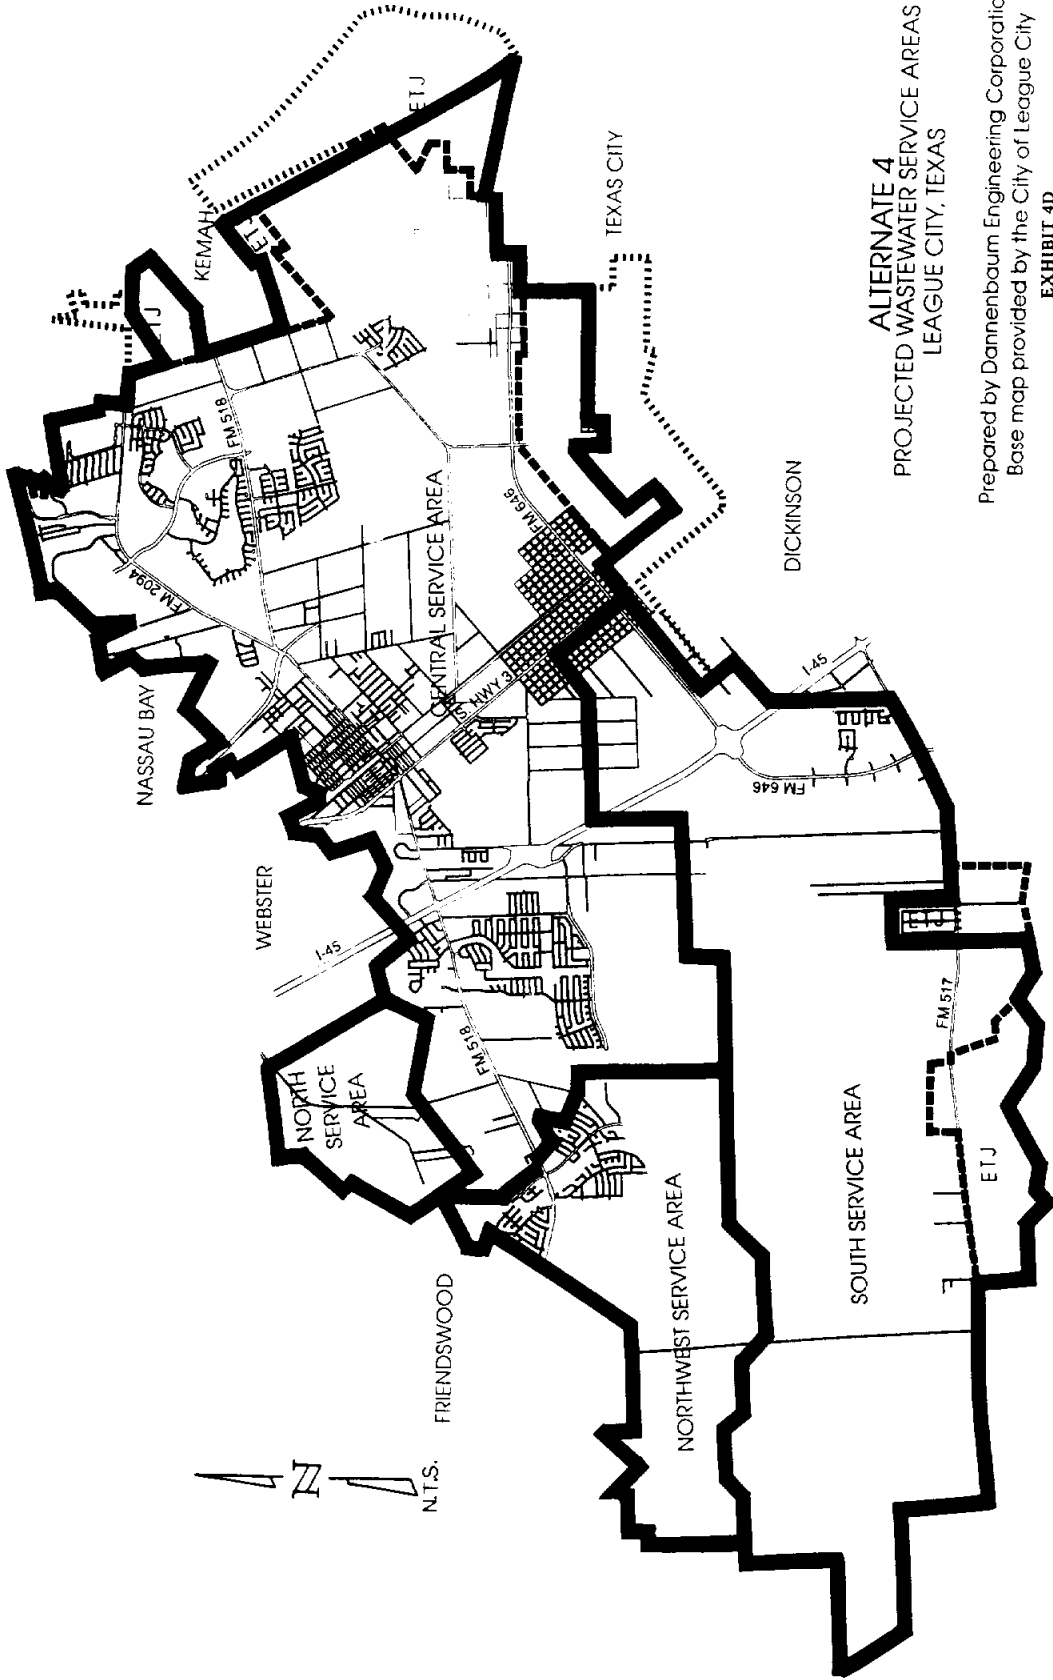 ALTERNATE 4
PROJECTED WASTEWATER SERVICE AREAS
LEAGUE CITY, TEXAS
Prepared by Dannenbaum Engineering Corporatio
Base map provided by the City of League City
EXHIBIT 4D
N
N.T.S.
FRIENDSWOOD
WEBSTER
NASSAU BAY
KEMAH
TEXAS CITY
DICKINSON
NORTH
SERVICE
AREA
NORTHWEST SERVICE AREA
SOUTH SERVICE AREA
CENTRAL SERVICE AREA
ETJ
ETJ
ETJ
ETJ
I-45
I-45
FM 518
FM 518
FM 2094
FM 646
FM 646
FM 517
S. HWY 3